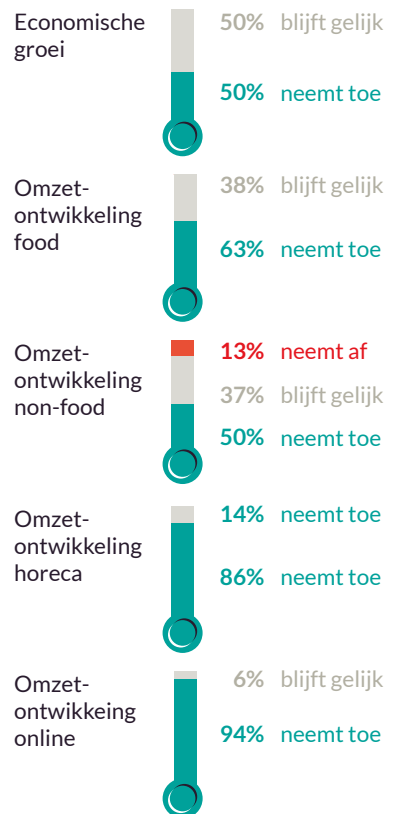 Economische
groei
50% blijft gelijk
50% neemt toe
Omzet-
ontwikkeling
food
38% blijft gelijk
63% neemt toe
Omzet-
ontwikkeling
non-food
13% neemt af
37% blijft gelijk
50% neemt toe
Omzet-
ontwikkeling
horeca
14% neemt toe
86% neemt toe
Omzet-
ontwikkeing
online
6% blijft gelijk
94% neemt toe